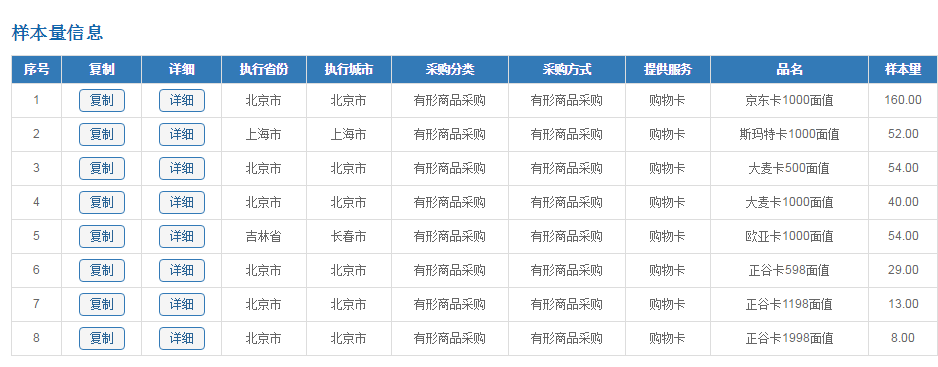 样本量信息
序号 复制 详细 执行省份 执行城市 采购分类 采购方式 提供服务 品名 样本量
1 复制 详细 北京市 北京市 有形商品采购 有形商品采购 购物卡 京东卡1000面值 160.00
2 复制 详细 上海市 上海市 有形商品采购 有形商品采购 购物卡 斯玛特卡1000面值 52.00
3 复制 详细 北京市 北京市 有形商品采购 有形商品采购 购物卡 大麦卡500面值 54.00
4 复制 详细 北京市 北京市 有形商品采购 有形商品采购 购物卡 大麦卡1000面值 40.00
5 复制 详细 吉林省 长春市 有形商品采购 有形商品采购 购物卡 欧亚卡1000面值 54.00
6 复制 详细 北京市 北京市 有形商品采购 有形商品采购 购物卡 正谷卡598面值 29.00
7 复制 详细 北京市 北京市 有形商品采购 有形商品采购 购物卡 正谷卡1198面值 13.00
8 复制 详细 北京市 北京市 有形商品采购 有形商品采购 购物卡 正谷卡1998面值 8.00